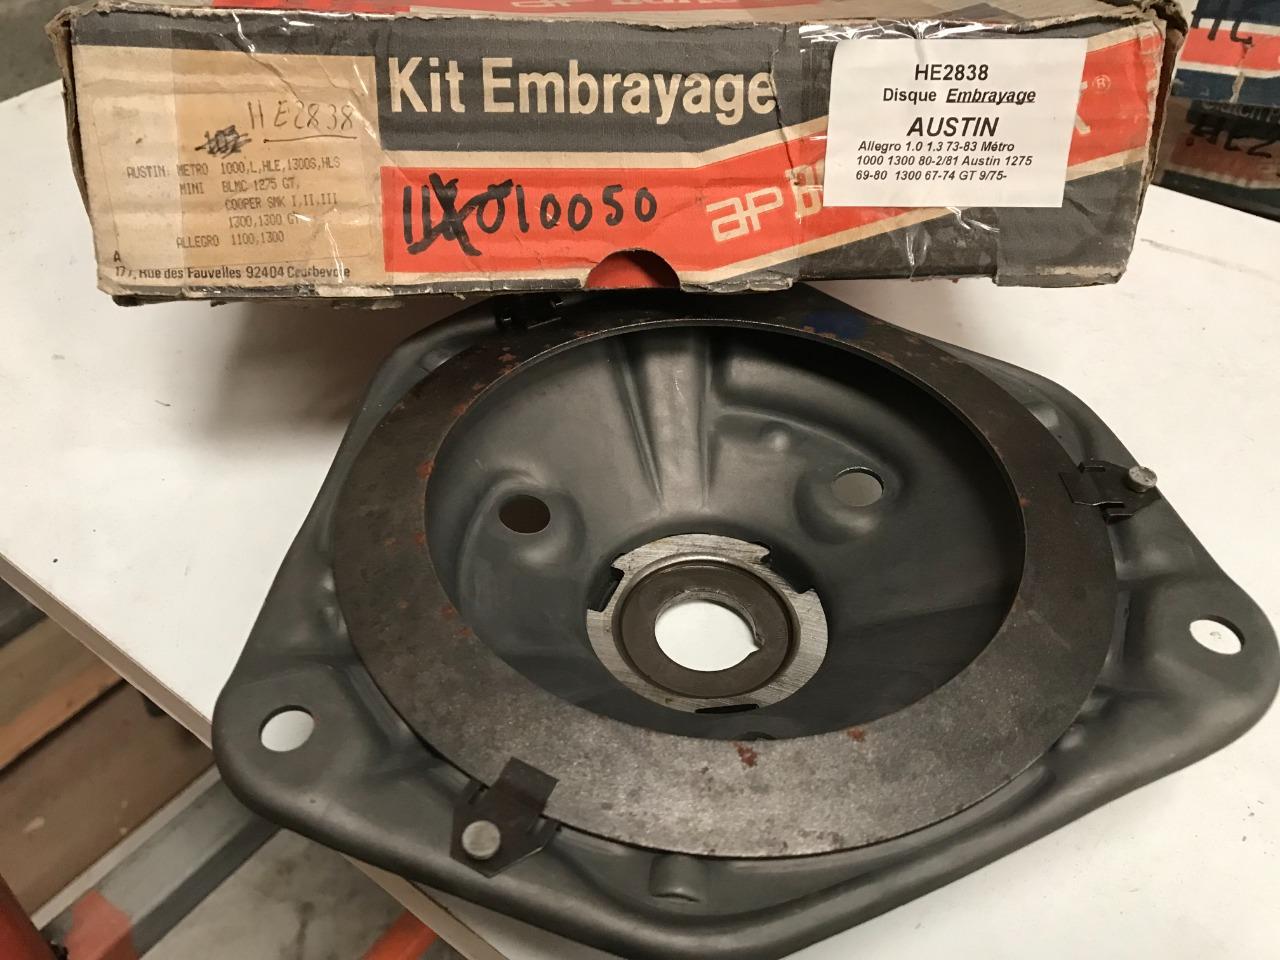 HE2838
AUSTIN: METRO 1000,L,HLE,1300S,HLS
MINI BLMC 1275 GT,
COOPER SMK I,II,III
1300,1300 GT
ALLEGRO 1100,1300
A
177, Rue des Fauvelles 92404 Courbevoie
Kit Embrayage
010050
ap
®
HE2838
Disque Embrayage
AUSTIN
Allegro 1.0 1.3 73-83 Métro
1000 1300 80-2/81 Austin 1275
69-80 1300 67-74 GT 9/75-